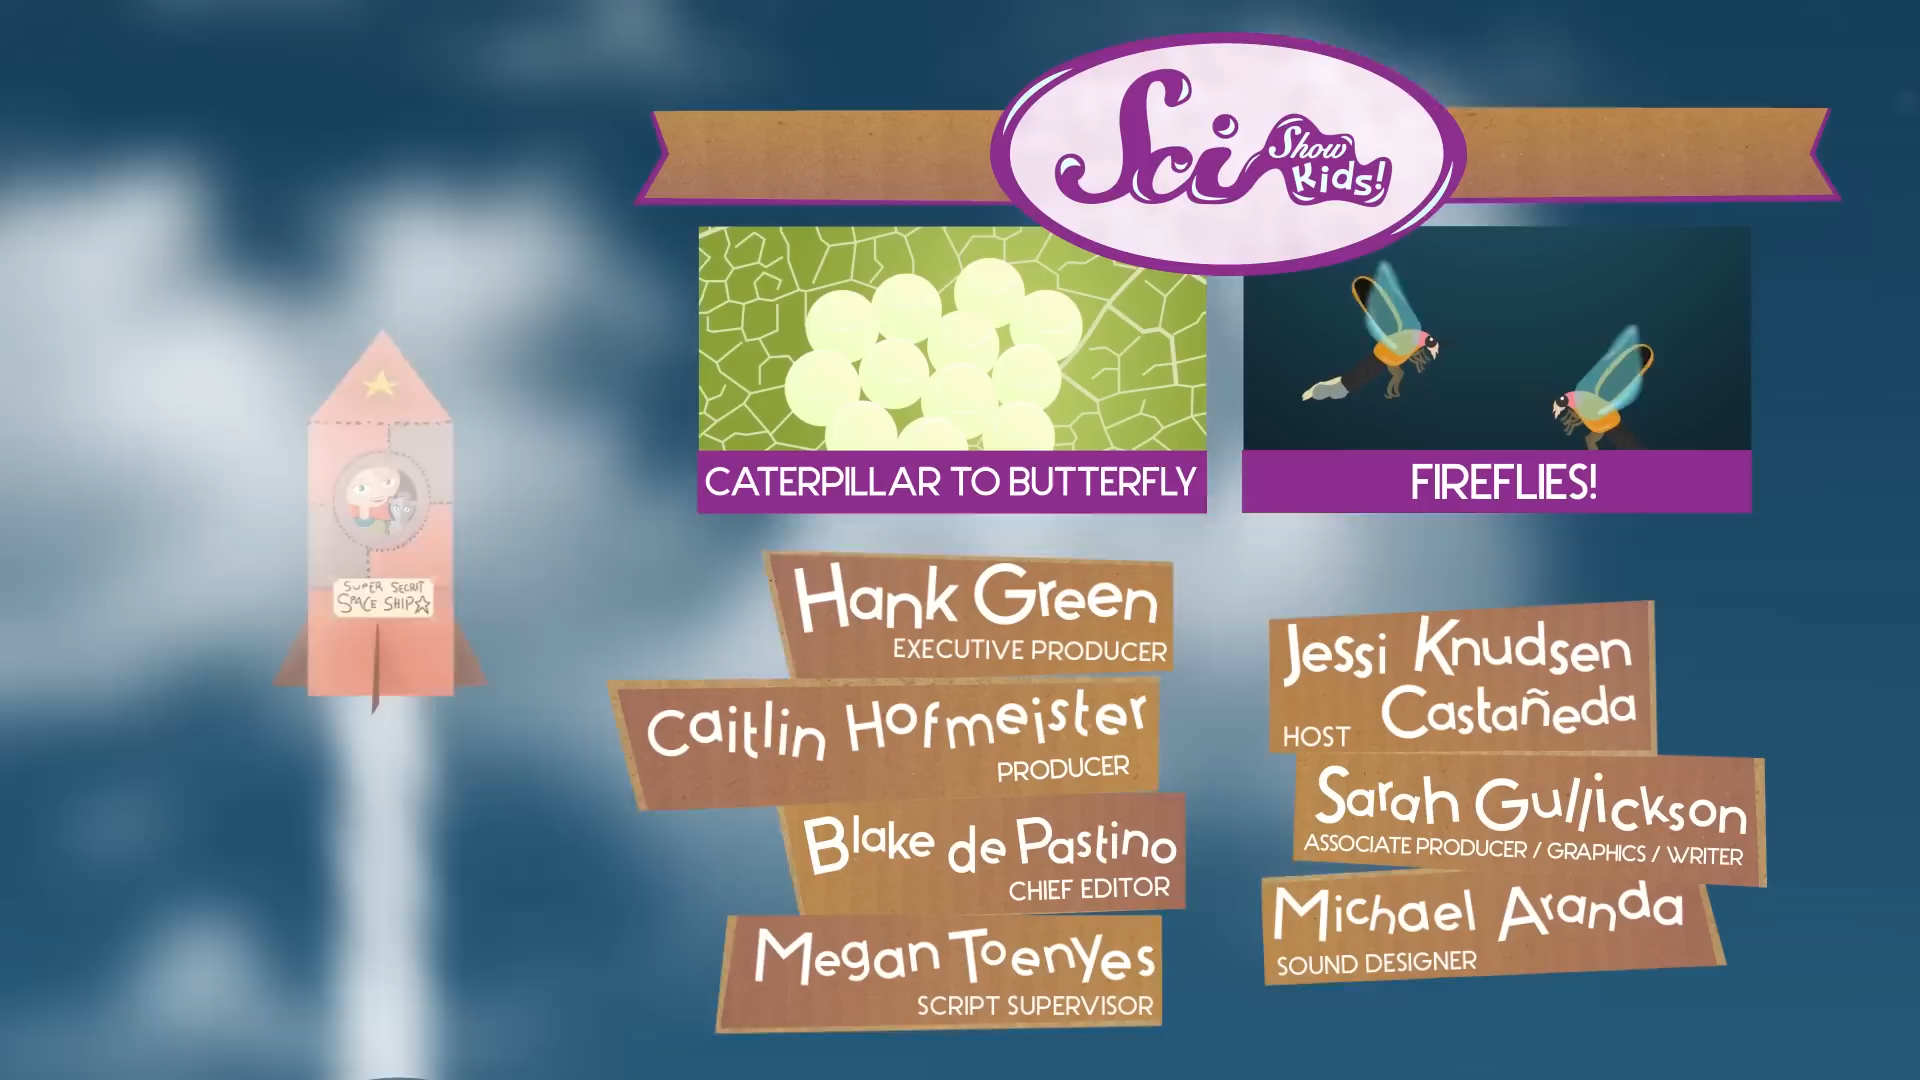 Sci Show Kids!
CATERPILLAR TO BUTTERFLY
FIREFLIES!
SUPER SECRET
SPACE SHIP
Hank Green
EXECUTIVE PRODUCER
Caitlin Hofmeister
PRODUCER
Blake de Pastino
CHIEF EDITOR
Megan Toenyes
SCRIPT SUPERVISOR
Jessi Knudsen
Castañeda
HOST
Sarah Gullickson
ASSOCIATE PRODUCER / GRAPHICS / WRITER
Michael Aranda
SOUND DESIGNER